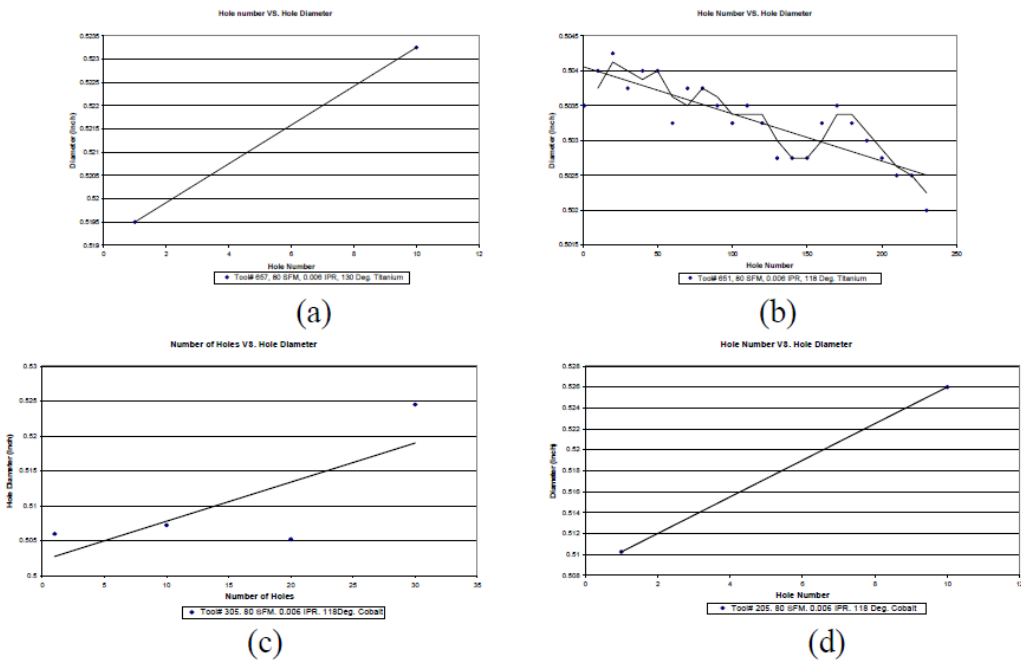 Hole number VS. Hole Diameter
0.5235
0.523
0.5225
0.522
0.5215
0.521
0.5205
0.52
0.5195
0.519
Diameter (Inch)
0 2 4 6 8 10 12
Hole Number
Tool# 657, 80 SFM, 0.006 IPR, 130 Deg. Titanium
(a)
Hole Number VS. Hole Diameter
0.5045
0.504
0.5035
0.503
0.5025
0.502
0.5015
Diameter (Inch)
0 50 100 150 200 250
Hole Number
Tool# 651, 80 SFM, 0.006 IPR, 118 Deg. Titanium
(b)
Number of Holes VS. Hole Diameter
0.53
0.525
0.52
0.515
0.51
0.505
0.5
Hole Diameter (Inch)
0 5 10 15 20 25 30 35
Number of Holes
Tool# 305. 80 SFM. 0.006 IPR. 118Deg. Cobalt
(c)
Hole Number VS. Hole Diameter
0.528
0.526
0.524
0.522
0.52
0.518
0.516
0.514
0.512
0.51
0.508
Diameter (Inch)
0 2 4 6 8 10 12
Hole Number
Tool# 205. 80 SFM. 0.006 IPR. 118 Deg. Cobalt
(d)